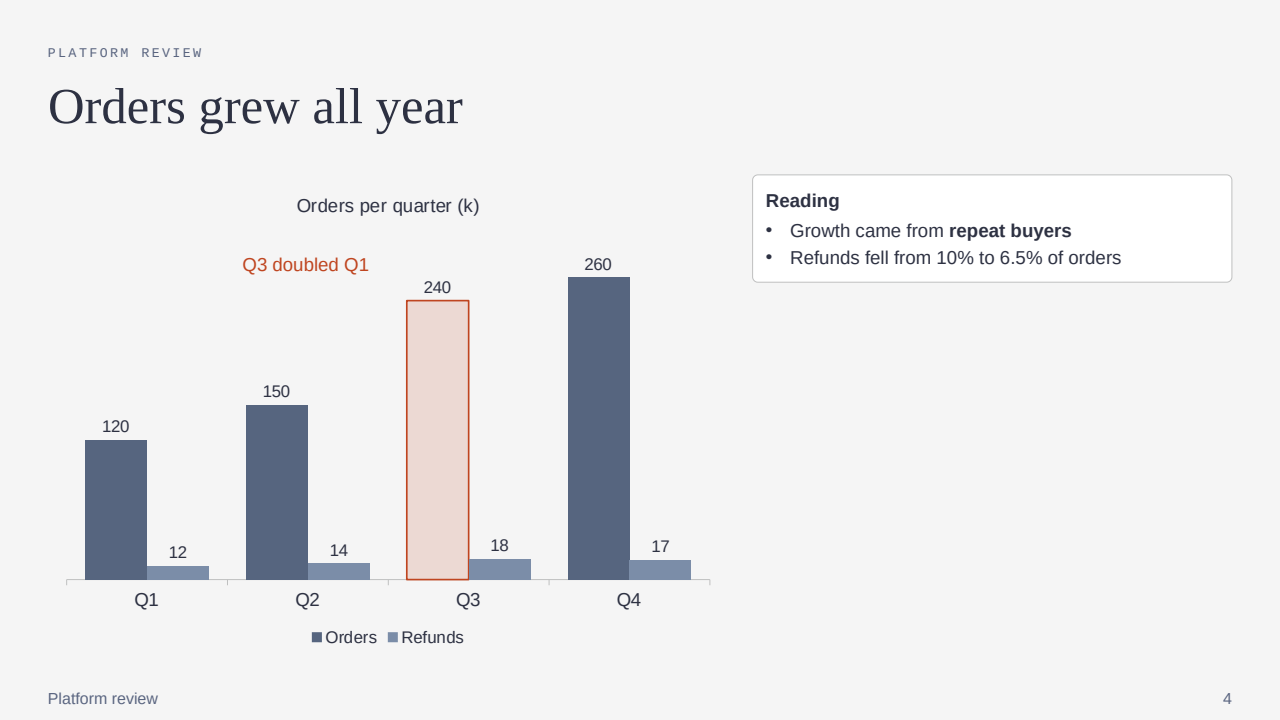 PLATFORM REVIEW
Orders grew all year
Orders per quarter (k)
Q3 doubled Q1
120
12
150
14
240
18
260
17
Q1
Q2
Q3
Q4
Orders
Refunds
Reading
• Growth came from repeat buyers
• Refunds fell from 10% to 6.5% of orders
Platform review
4